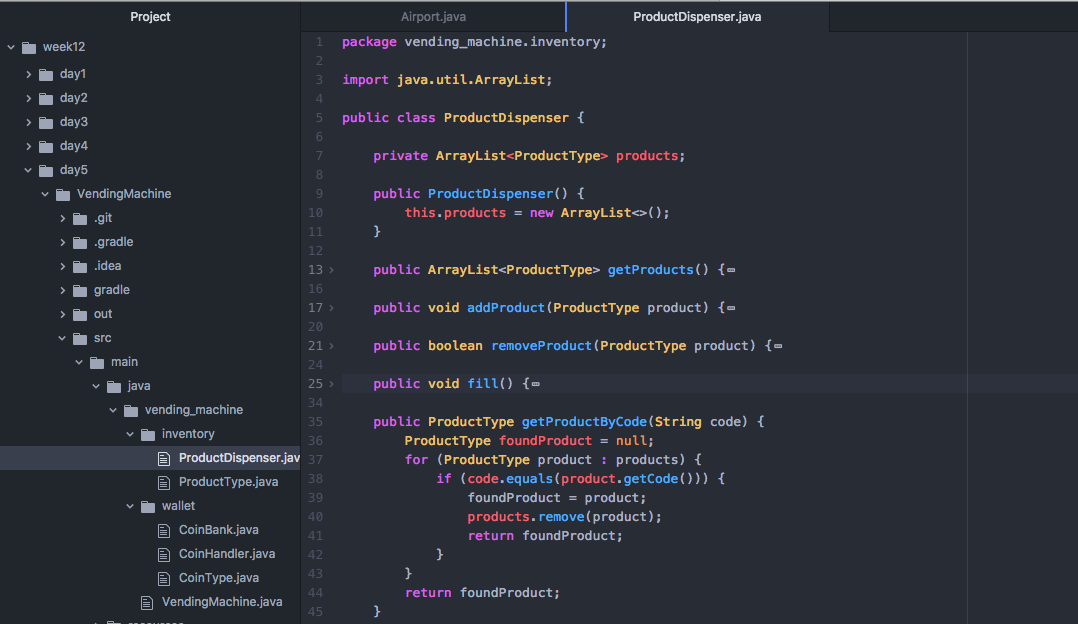 Project
week12
day1
day2
day3
day4
day5
VendingMachine
.git
.gradle
.idea
gradle
out
src
main
java
vending_machine
inventory
ProductDispenser.jav
ProductType.java
wallet
CoinBank.java
CoinHandler.java
CoinType.java
VendingMachine.java
Airport.java
ProductDispenser.java
1 package vending_machine.inventory;
2
3 import java.util.ArrayList;
4
5 public class ProductDispenser {
6
7     private ArrayList<ProductType> products;
8
9     public ProductDispenser() {
10         this.products = new ArrayList<>();
11     }
12
13     public ArrayList<ProductType> getProducts() {
16
17     public void addProduct(ProductType product) {
20
21     public boolean removeProduct(ProductType product) {
24
25     public void fill() {
34
35     public ProductType getProductByCode(String code) {
36         ProductType foundProduct = null;
37         for (ProductType product : products) {
38             if (code.equals(product.getCode())) {
39                 foundProduct = product;
40                 products.remove(product);
41                 return foundProduct;
42             }
43         }
44         return foundProduct;
45     }